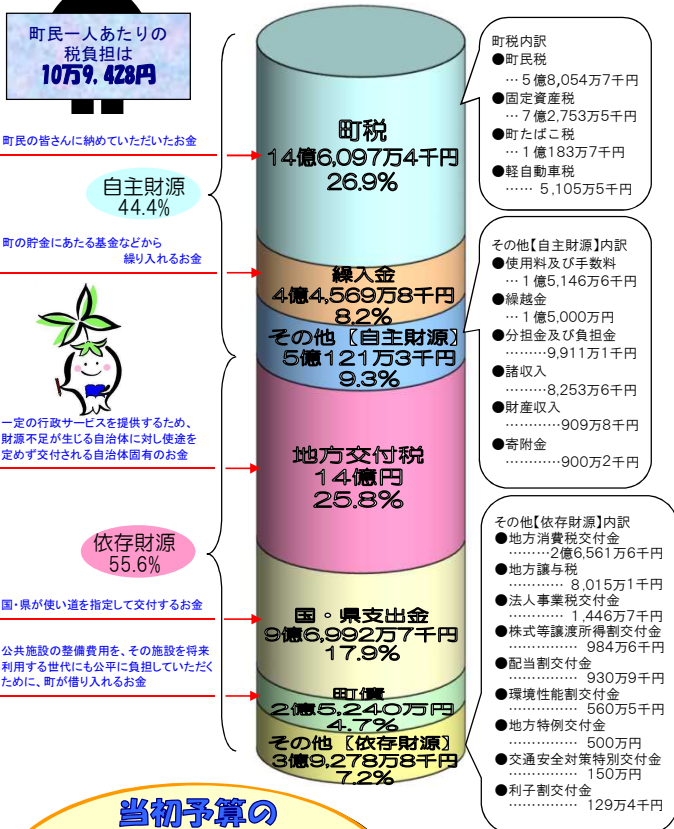 町民一人あたりの
税負担は
10万9,428円
町民の皆さんに納めていただいたお金
自主財源
44.4%
町の貯金にあたる基金などから
繰り入れるお金
一定の行政サービスを提供するため、
財源不足が生じる自治体に対し使途を
定めず交付される自治体固有のお金
依存財源
55.6%
国・県が使い道を指定して交付するお金
公共施設の整備費用を、その施設を将来
利用する世代にも公平に負担していただく
ために、町が借り入れるお金
町税
14億6,097万4千円
26.9%
繰入金
4億4,569万8千円
8.2%
その他【自主財源】
5億121万3千円
9.3%
地方交付税
14億円
25.8%
国・県支出金
9億6,992万7千円
17.9%
町債
2億5,240万円
4.7%
その他【依存財源】
3億9,278万8千円
7.2%
町税内訳
●町民税
…５億8,054万7千円
●固定資産税
…７億2,753万5千円
●町たばこ税
…１億183万7千円
●軽自動車税
…… 5,105万5千円
その他【自主財源】内訳
●使用料及び手数料
…１億5,146万6千円
●繰越金
…１億5,000万円
●分担金及び負担金
………9,911万1千円
●諸収入
………8,253万6千円
●財産収入
…………909万8千円
●寄附金
…………900万2千円
その他【依存財源】内訳
●地方消費税交付金
………2億6,561万6千円
●地方譲与税
………… 8,015万1千円
●法人事業税交付金
………… 1,446万7千円
●株式等譲渡所得割交付金
…………… 984万6千円
●配当割交付金
…………… 930万9千円
●環境性能割交付金
…………… 560万5千円
●地方特例交付金
…………… 500万円
●交通安全対策特別交付金
…………… 150万円
●利子割交付金
…………… 129万4千円
当初予算の